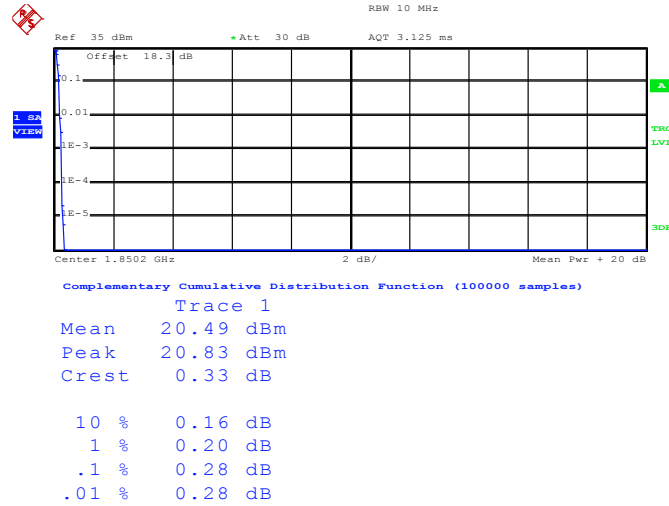 RBW 10 MHz
Ref 35 dBm *Att 30 dB AQT 3.125 ms
Offset 18.3 dB
0.1
A
0.01
1 SA
VIEW
TRG
LVL
1E-3
1E-4
1E-5
3DB
Center 1.8502 GHz 2 dB/ Mean Pwr + 20 dB
Complementary Cumulative Distribution Function (100000 samples)
Trace 1
Mean 20.49 dBm
Peak 20.83 dBm
Crest 0.33 dB
10 % 0.16 dB
1 % 0.20 dB
.1 % 0.28 dB
.01 % 0.28 dB